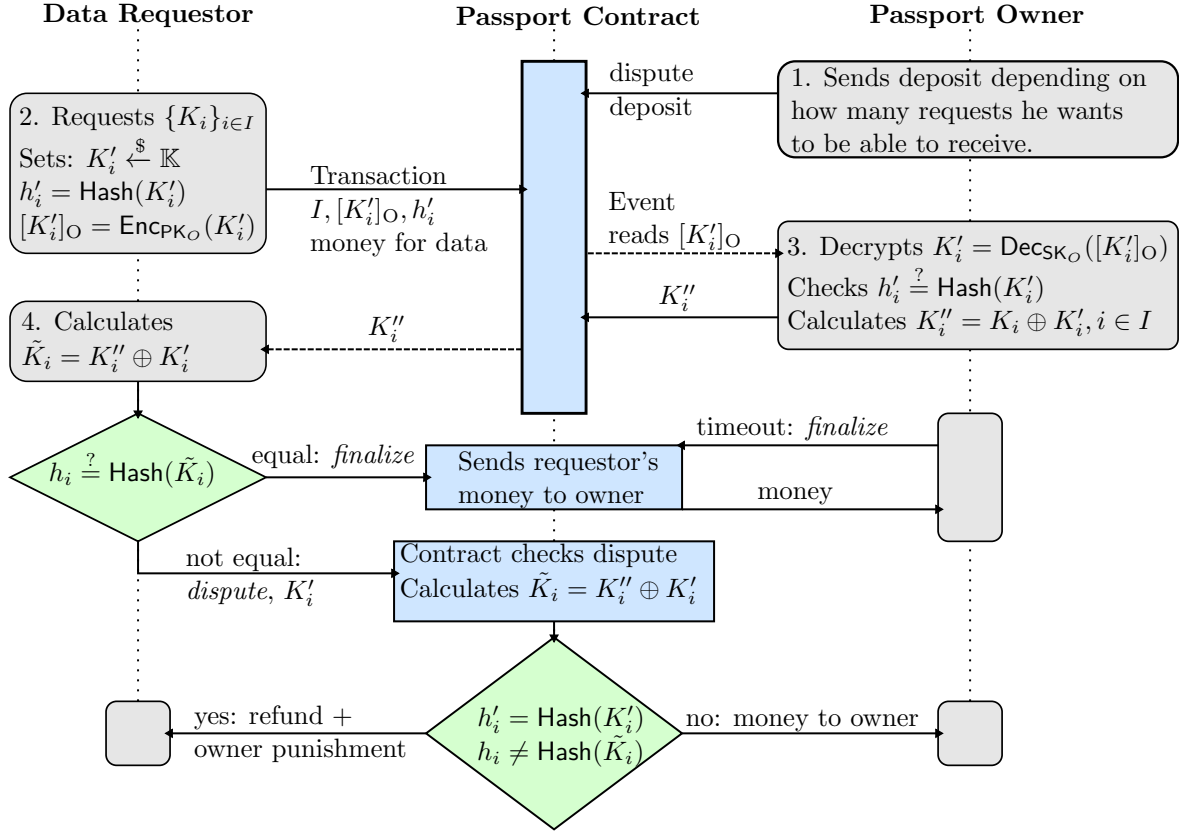 Data Requestor
Passport Contract
Passport Owner
dispute
deposit
1. Sends deposit depending on
how many requests he wants
to be able to receive.
2. Requests {K_i}_{i∈I}
Sets: K'_i ←$ 𝕂
h'_i = Hash(K'_i)
[K'_i]_O = Enc_{PK_O}(K'_i)
Transaction
I, [K'_i]_O, h'_i
money for data
Event
reads [K'_i]_O
3. Decrypts K'_i = Dec_{SK_O}([K'_i]_O)
Checks h'_i ≟ Hash(K'_i)
Calculates K''_i = K_i ⊕ K'_i, i ∈ I
K''_i
K''_i
4. Calculates
K̃_i = K''_i ⊕ K'_i
h_i ≟ Hash(K̃_i)
equal: finalize
Sends requestor's
money to owner
timeout: finalize
money
not equal:
dispute, K'_i
Contract checks dispute
Calculates K̃_i = K''_i ⊕ K'_i
h'_i = Hash(K'_i)
h_i ≠ Hash(K̃_i)
yes: refund +
owner punishment
no: money to owner